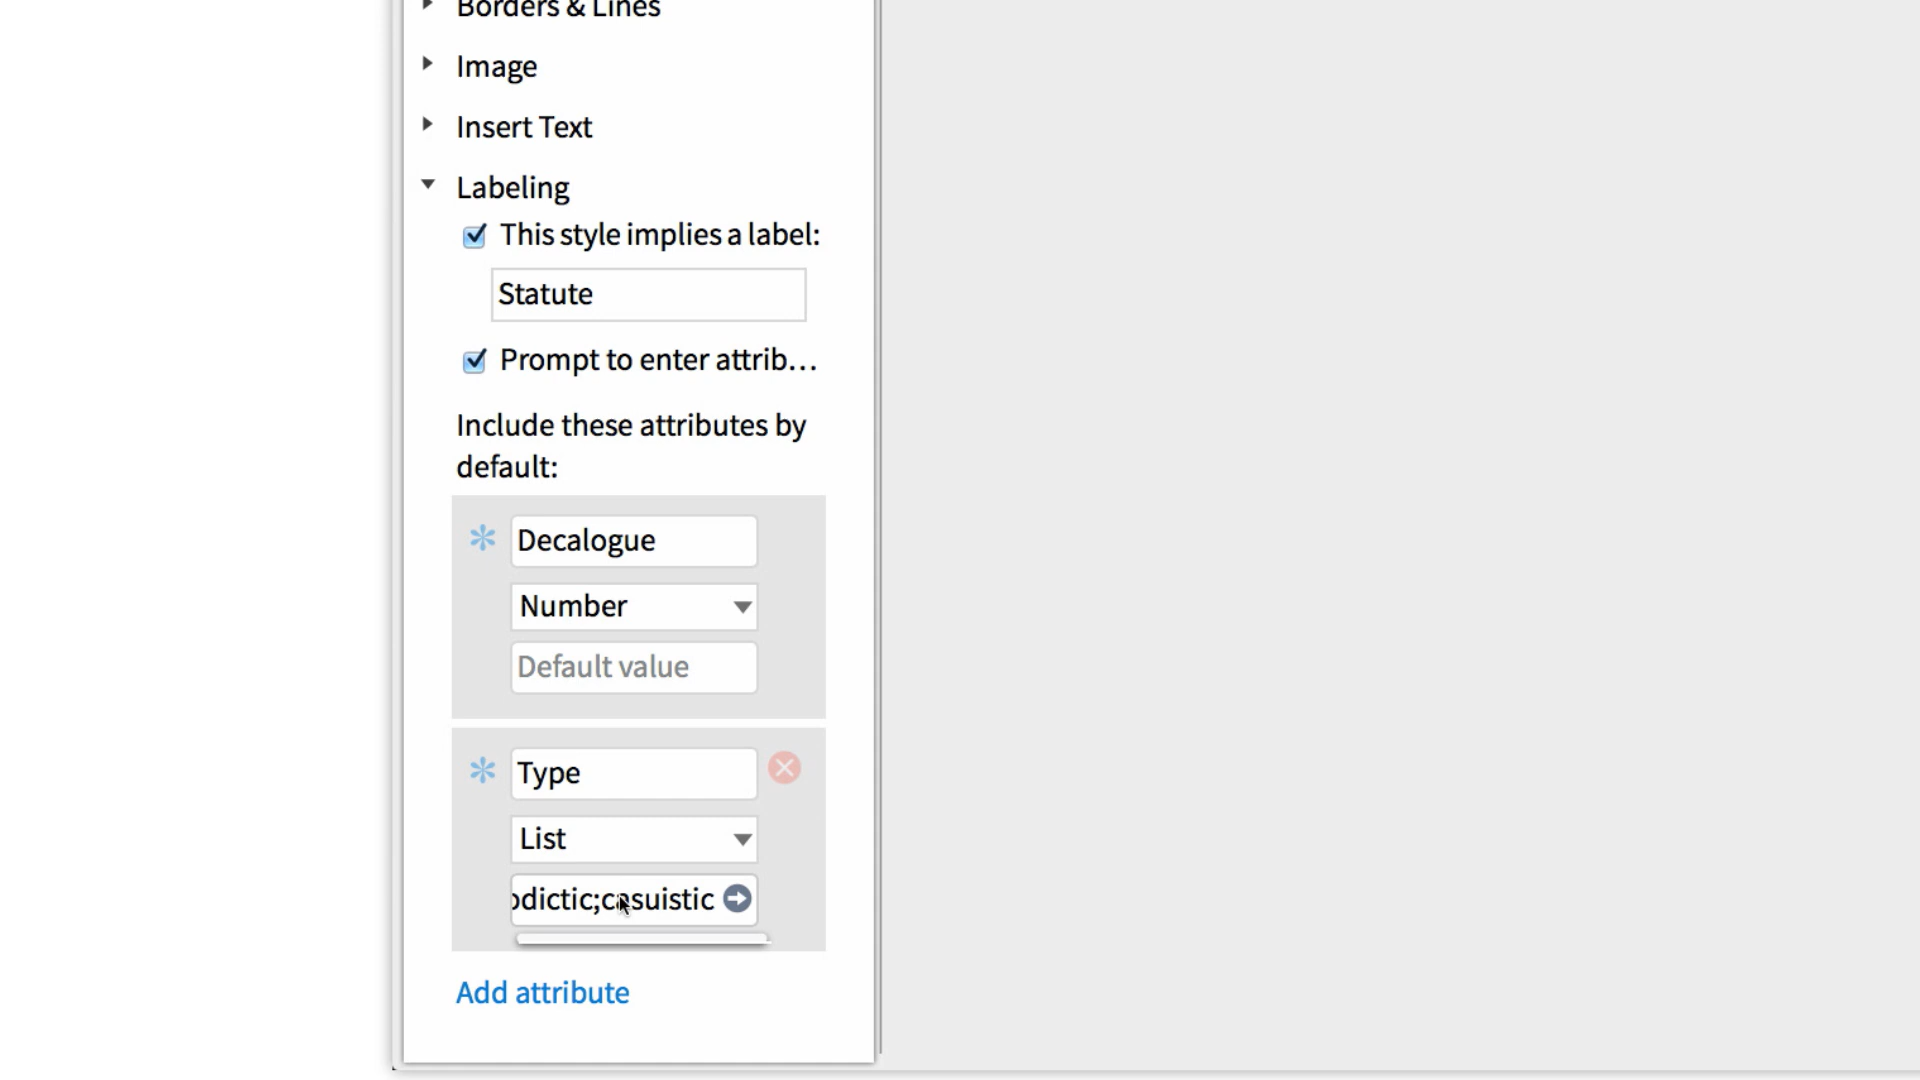 Borders & Lines
Image
Insert Text
Labeling
This style implies a label:
Statute
Prompt to enter attrib...
Include these attributes by
default:
Decalogue
Number
Default value
Type
List
odictic;casuistic
Add attribute